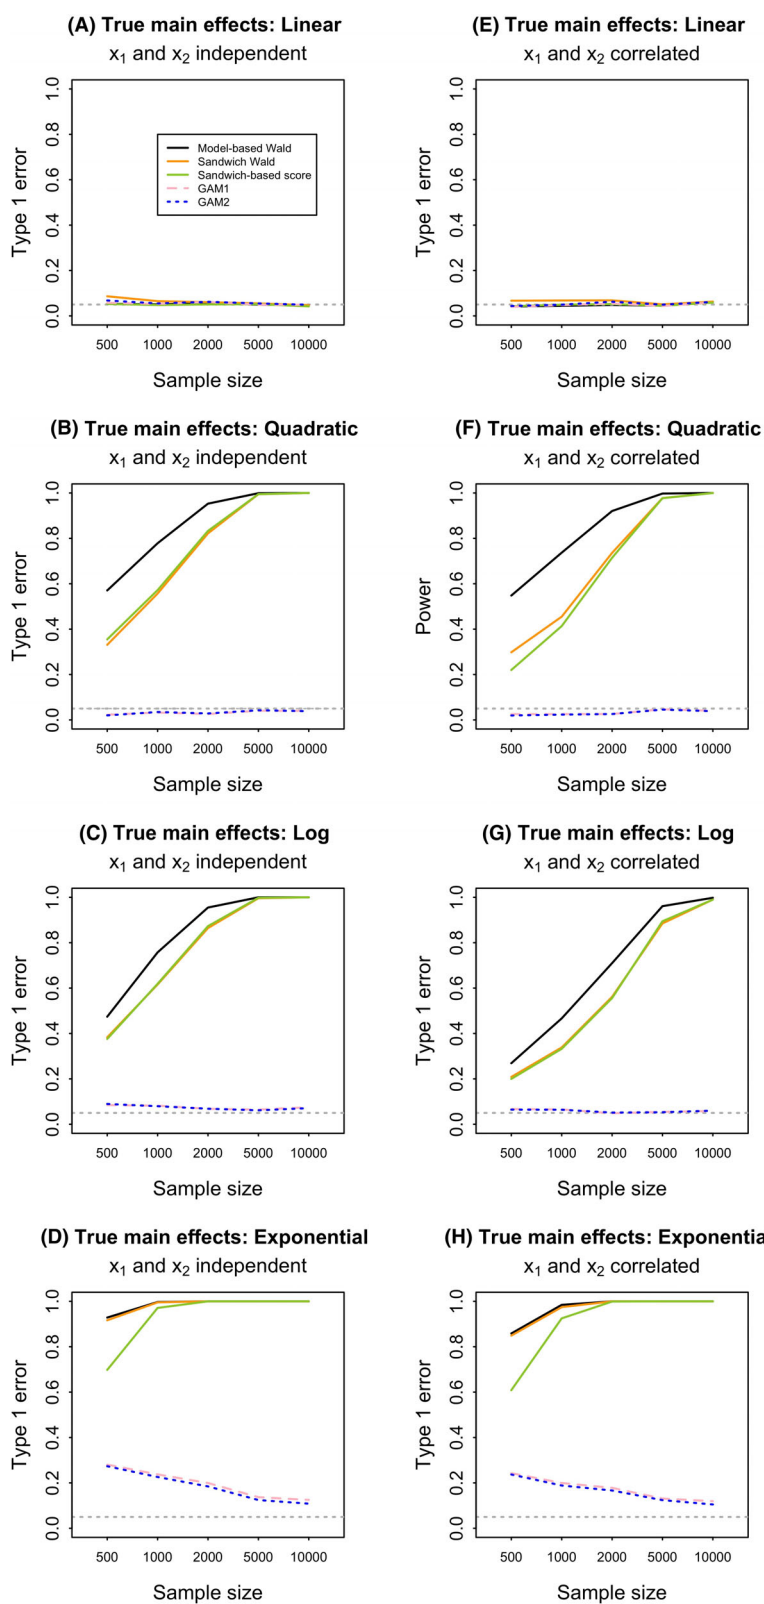 (A) True main effects: Linear
x1 and x2 independent
Type 1 error
1.0
0.8
0.6
0.4
0.2
0.0
Model-based Wald
Sandwich Wald
Sandwich-based score
GAM1
GAM2
500 1000 2000 5000 10000
Sample size
(E) True main effects: Linear
x1 and x2 correlated
Type 1 error
1.0
0.8
0.6
0.4
0.2
0.0
500 1000 2000 5000 10000
Sample size
(B) True main effects: Quadratic
x1 and x2 independent
Type 1 error
1.0
0.8
0.6
0.4
0.2
0.0
500 1000 2000 5000 10000
Sample size
(F) True main effects: Quadratic
x1 and x2 correlated
Power
1.0
0.8
0.6
0.4
0.2
0.0
500 1000 2000 5000 10000
Sample size
(C) True main effects: Log
x1 and x2 independent
Type 1 error
1.0
0.8
0.6
0.4
0.2
0.0
500 1000 2000 5000 10000
Sample size
(G) True main effects: Log
x1 and x2 correlated
Type 1 error
1.0
0.8
0.6
0.4
0.2
0.0
500 1000 2000 5000 10000
Sample size
(D) True main effects: Exponential
x1 and x2 independent
Type 1 error
1.0
0.8
0.6
0.4
0.2
0.0
500 1000 2000 5000 10000
Sample size
(H) True main effects: Exponentia
x1 and x2 correlated
Type 1 error
1.0
0.8
0.6
0.4
0.2
0.0
500 1000 2000 5000 10000
Sample size